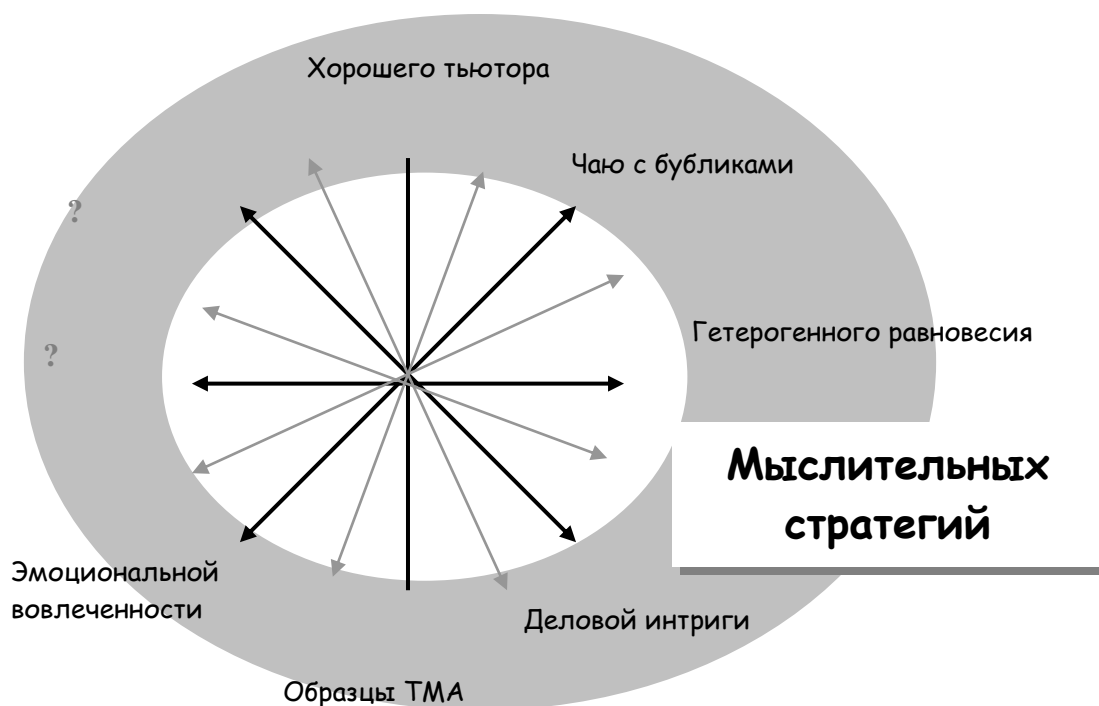 Хорошего тьютора
Чаю с бубликами
?
Гетерогенного равновесия
?
Мыслительных
стратегий
Эмоциональной
вовлеченности
Деловой интриги
Образцы ТМА